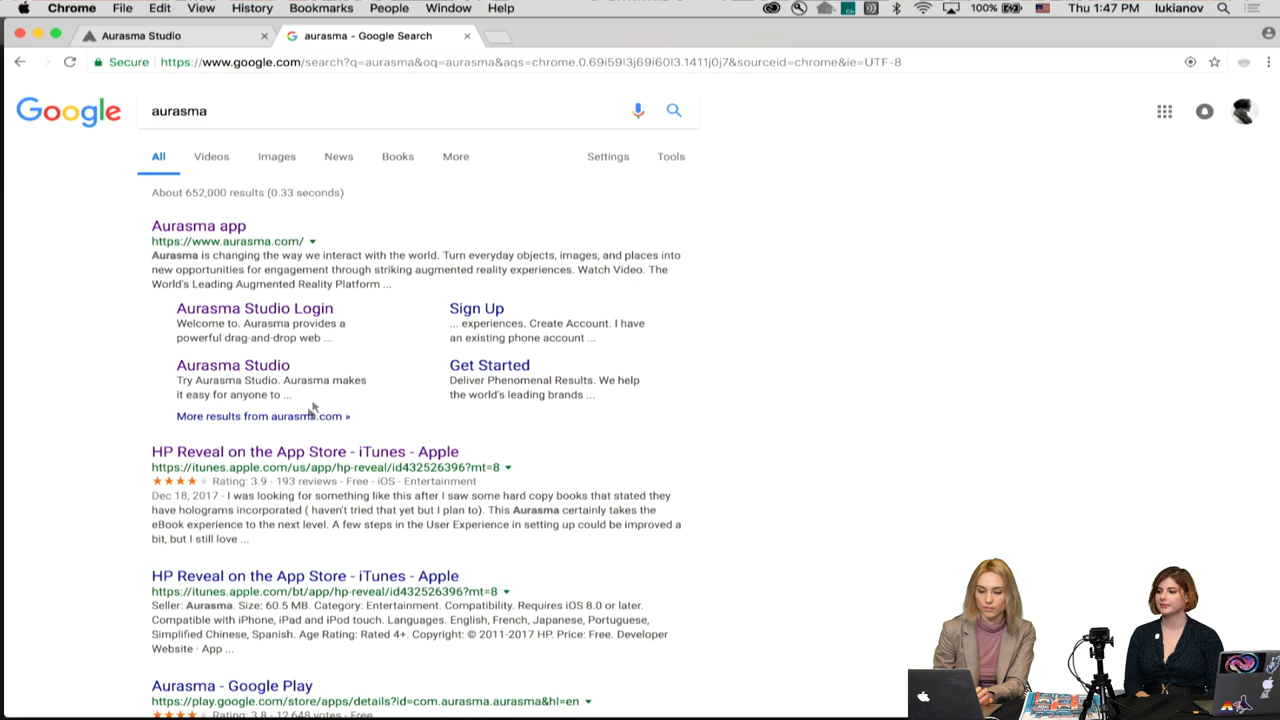 Chrome File Edit View History Bookmarks People Window Help 100% Thu 1:47 PM lukianov
Aurasma Studio
aurasma - Google Search
Secure https://www.google.com/search?q=aurasma&oq=aurasma&aqs=chrome.0.69i59l3j69i60l3.1411j0j7&sourceid=chrome&ie=UTF-8
Google aurasma
All Videos Images News Books More Settings Tools
About 652,000 results (0.33 seconds)
Aurasma app
https://www.aurasma.com/
Aurasma is changing the way we interact with the world. Turn everyday objects, images, and places into
new opportunities for engagement through striking augmented reality experiences. Watch Video. The
World's Leading Augmented Reality Platform ...
Aurasma Studio Login
Welcome to. Aurasma provides a
powerful drag-and-drop web ...
Sign Up
... experiences. Create Account. I have
an existing phone account ...
Aurasma Studio
Try Aurasma Studio. Aurasma makes
it easy for anyone to ...
Get Started
Deliver Phenomenal Results. We help
the world's leading brands ...
More results from aurasma.com »
HP Reveal on the App Store - iTunes - Apple
https://itunes.apple.com/us/app/hp-reveal/id432526396?mt=8
Rating: 3.9 - 193 reviews - Free - iOS - Entertainment
Dec 18, 2017 - I was looking for something like this after I saw some hard copy books that stated they
have holograms incorporated ( haven't tried that yet but I plan to). This Aurasma certainly takes the
eBook experience to the next level. A few steps in the User Experience in setting up could be improved a
bit, but I still love ...
HP Reveal on the App Store - iTunes - Apple
https://itunes.apple.com/bt/app/hp-reveal/id432526396?mt=8
Seller: Aurasma. Size: 60.5 MB. Category: Entertainment. Compatibility. Requires iOS 8.0 or later.
Compatible with iPhone, iPad and iPod touch. Languages. English, French, Japanese, Portuguese,
Simplified Chinese, Spanish. Age Rating: Rated 4+. Copyright: © 2011-2017 HP. Price: Free. Developer
Website · App ...
Aurasma - Google Play
https://play.google.com/store/apps/details?id=com.aurasma.aurasma&hl=en
Rating: 3.8 - 12,648 votes - Free